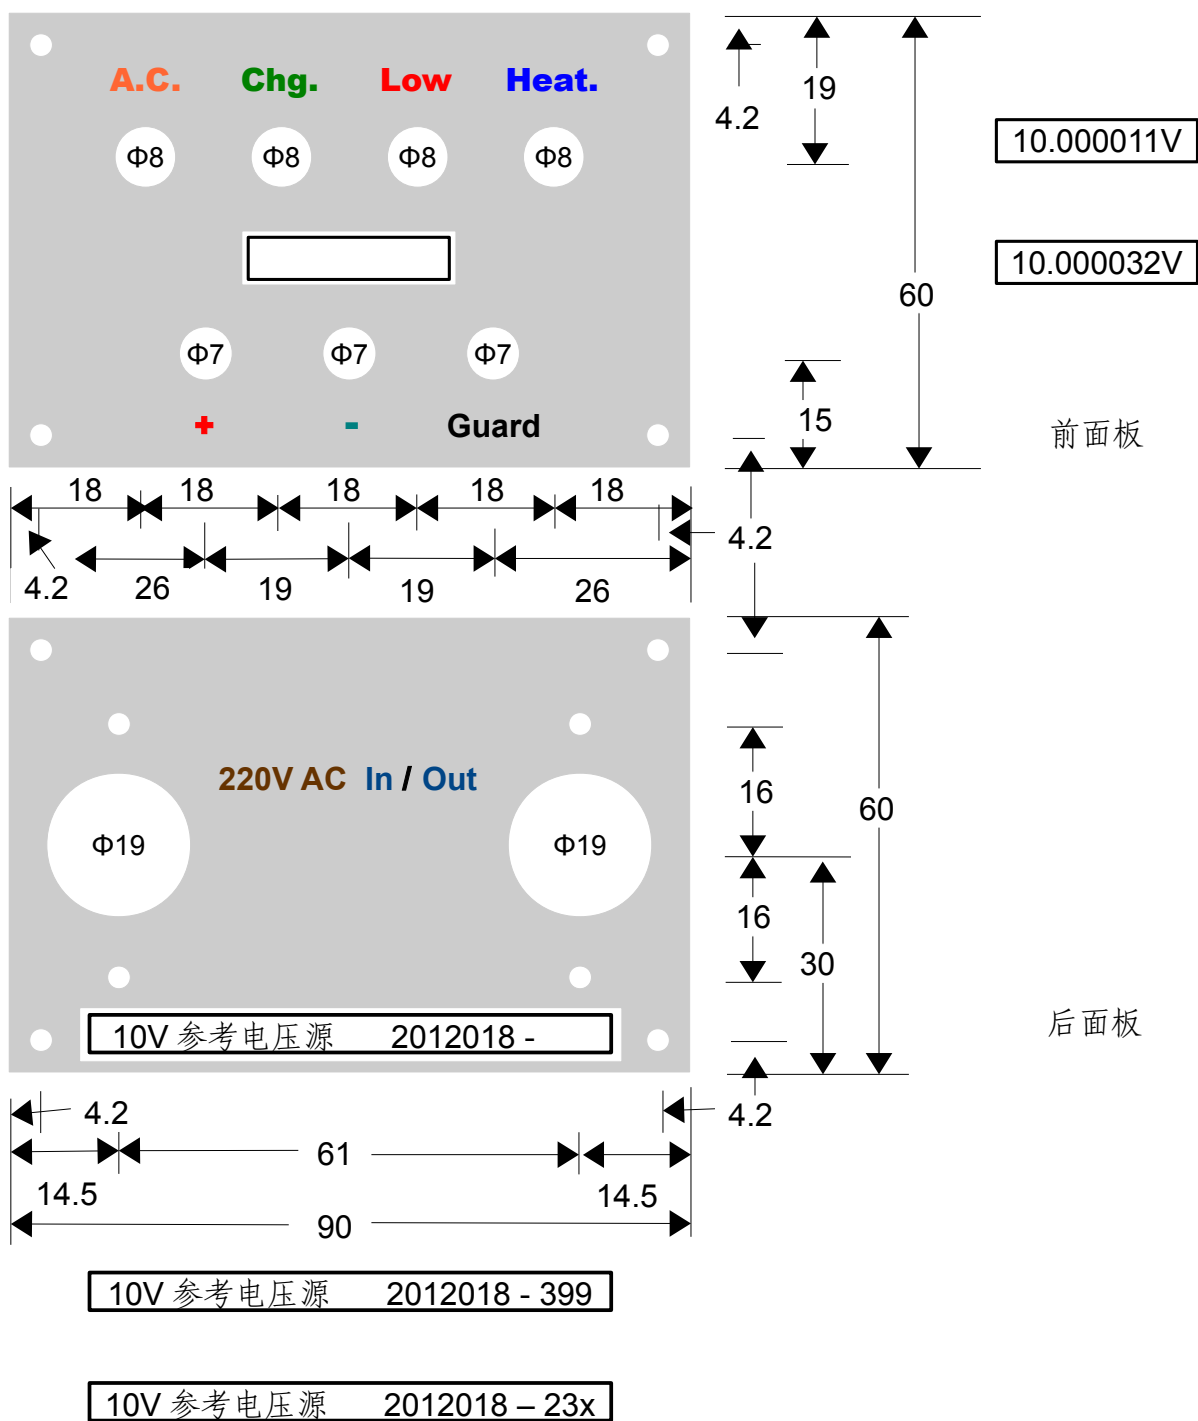 A.C. Chg. Low Heat.
Φ8 Φ8 Φ8 Φ8
4.2 19
10.000011V
10.000032V
60
Φ7 Φ7 Φ7
+ - Guard
15
前面板
18 18 18 18 18
4.2
4.2 26 19 19 26
220V AC In / Out
16 60
Φ19 Φ19
16
30
10V 参考电压源 2012018 -
后面板
4.2 4.2
61
14.5 14.5
90
10V 参考电压源 2012018 - 399
10V 参考电压源 2012018 – 23x